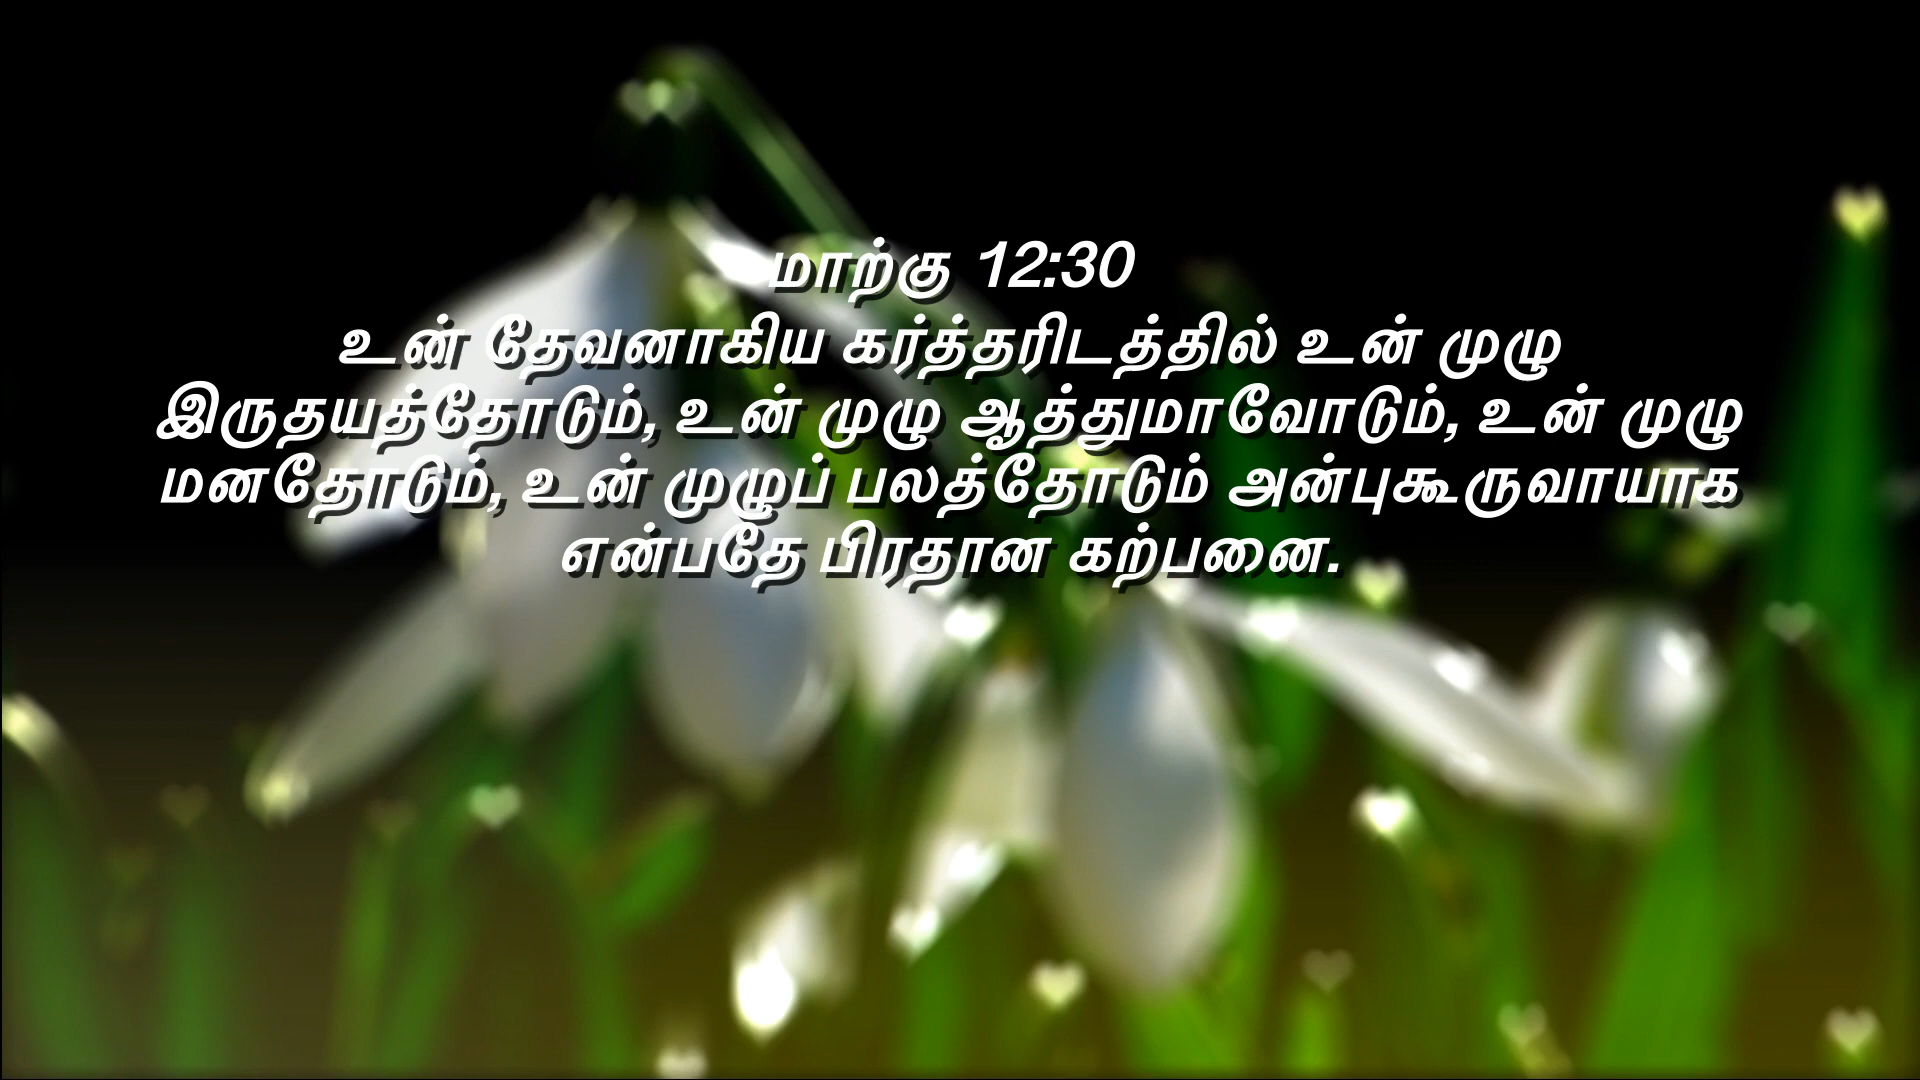 மாற்கு 12:30
உன் தேவனாகிய கர்த்தரிடத்தில் உன் முழு
இருதயத்தோடும், உன் முழு ஆத்துமாவோடும், உன் முழு
மனதோடும், உன் முழுப் பலத்தோடும் அன்புகூருவாயாக
என்பதே பிரதான கற்பனை.